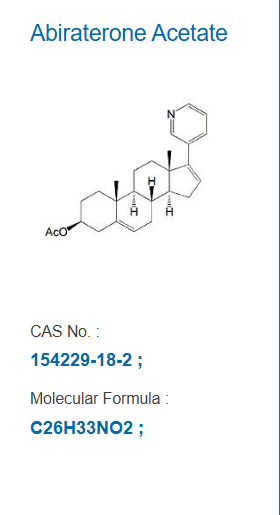 Abiraterone Acetate
N
H
H
H
AcO
CAS No. :
154229-18-2 ;
Molecular Formula :
C26H33NO2 ;